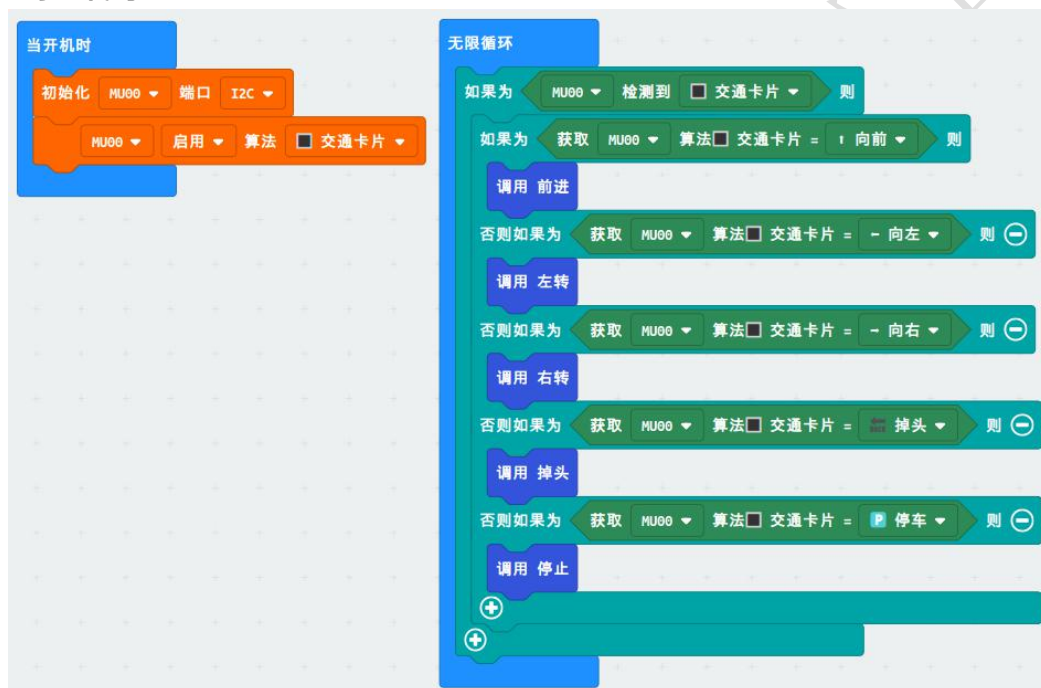 当开机时
初始化 MU00 端口 I2C
MU00 启用 算法 交通卡片
无限循环
如果为 MU00 检测到 交通卡片 则
如果为 获取 MU00 算法 交通卡片 = 向前 则
调用 前进
否则如果为 获取 MU00 算法 交通卡片 = 向左 则
调用 左转
否则如果为 获取 MU00 算法 交通卡片 = 向右 则
调用 右转
否则如果为 获取 MU00 算法 交通卡片 = 掉头 则
调用 掉头
否则如果为 获取 MU00 算法 交通卡片 = P 停车 则
调用 停止